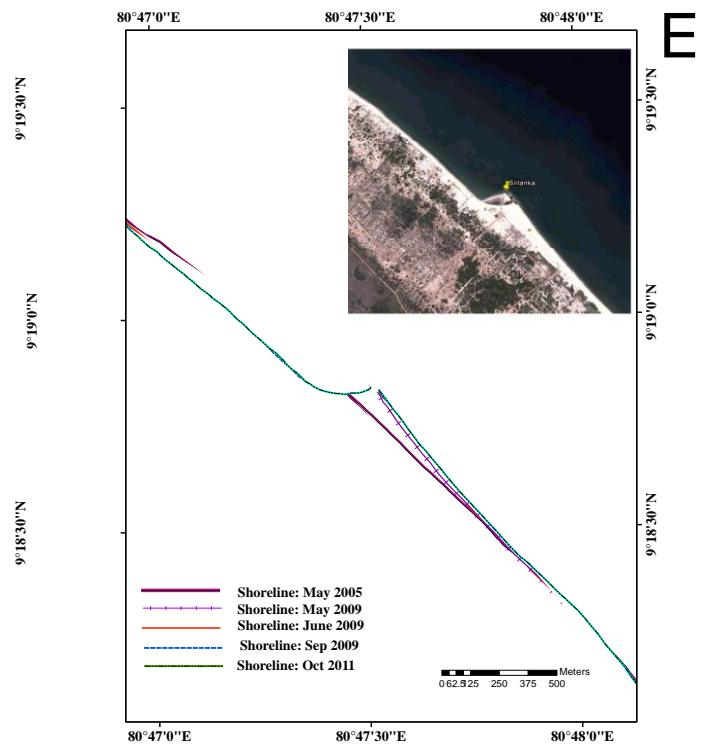 80°47'0"E 80°47'30"E 80°48'0"E
E
9°19'30"N
9°19'30"N
Srilanka
9°19'0"N
9°19'0"N
9°18'30"N
9°18'30"N
Shoreline: May 2005
Shoreline: May 2009
Shoreline: June 2009
Shoreline: Sep 2009
Shoreline: Oct 2011
Meters
0 62.5 125 250 375 500
80°47'0"E 80°47'30"E 80°48'0"E